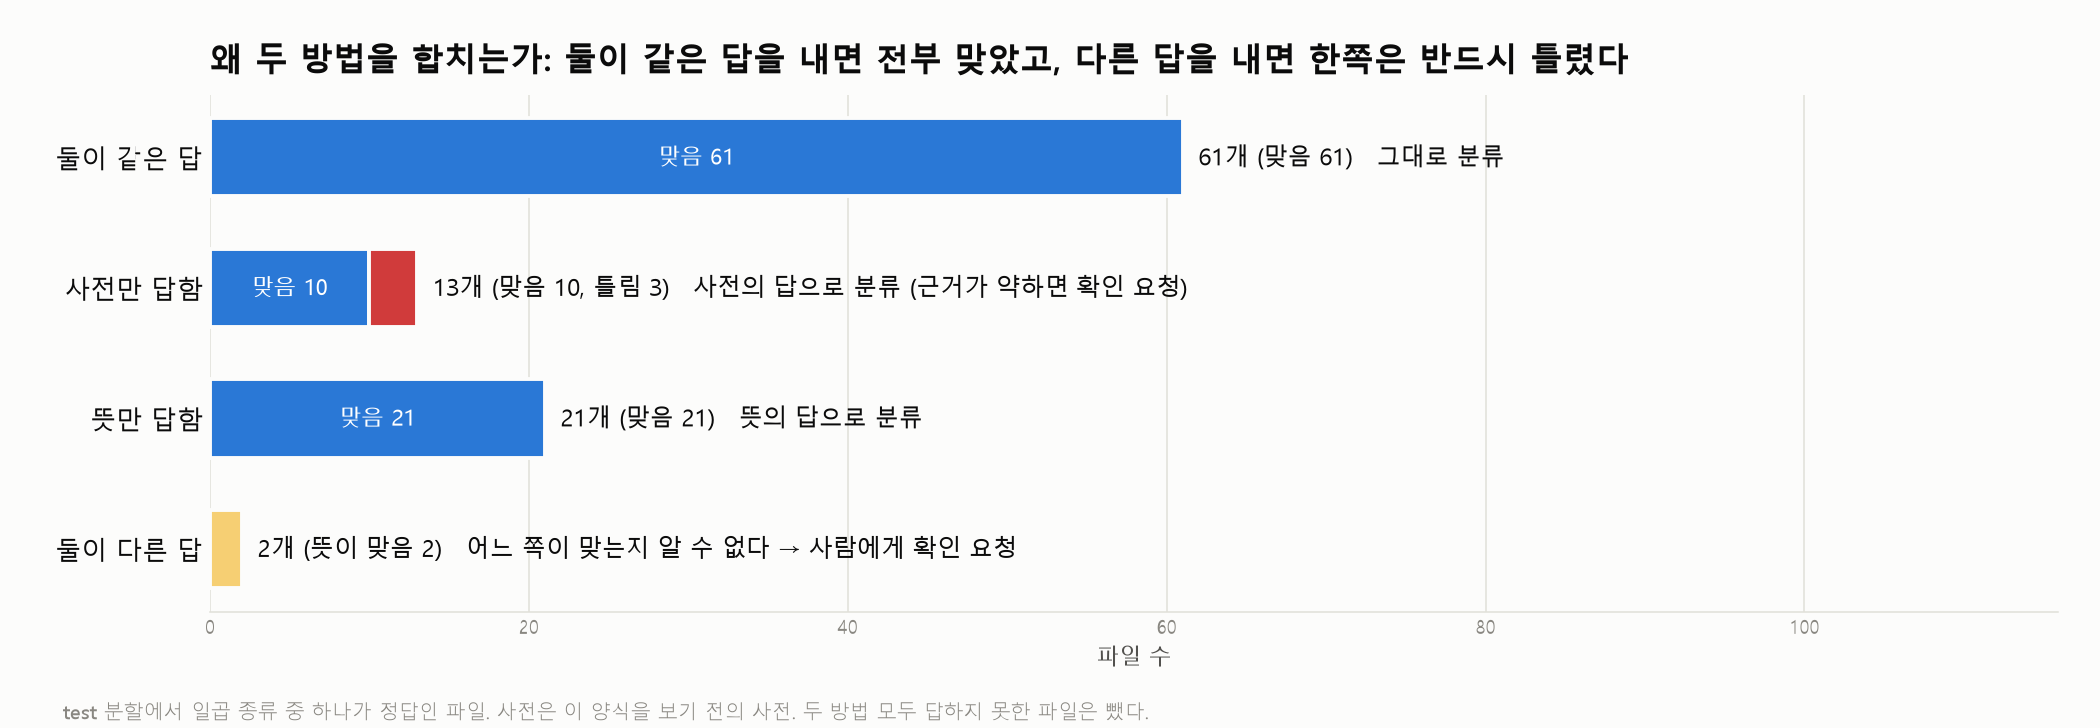 왜 두 방법을 합치는가: 둘이 같은 답을 내면 전부 맞았고, 다른 답을 내면 한쪽은 반드시 틀렸다
둘이 같은 답
맞음 61
61개 (맞음 61) 그대로 분류
사전만 답함
맞음 10
13개 (맞음 10, 틀림 3) 사전의 답으로 분류 (근거가 약하면 확인 요청)
뜻만 답함
맞음 21
21개 (맞음 21) 뜻의 답으로 분류
둘이 다른 답
2개 (뜻이 맞음 2) 어느 쪽이 맞는지 알 수 없다 → 사람에게 확인 요청
0 20 40 60 80 100
파일 수
test 분할에서 일곱 종류 중 하나가 정답인 파일. 사전은 이 양식을 보기 전의 사전. 두 방법 모두 답하지 못한 파일은 뺐다.